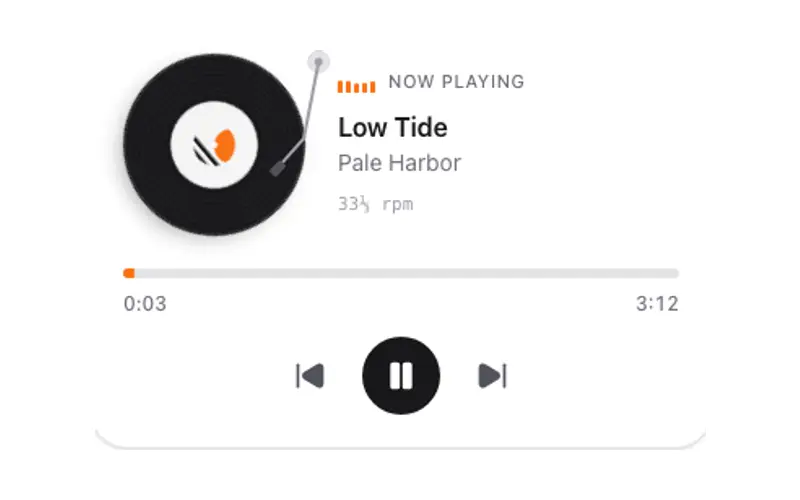 NOW PLAYING
Low Tide
Pale Harbor
33⅓ rpm
0:03
3:12